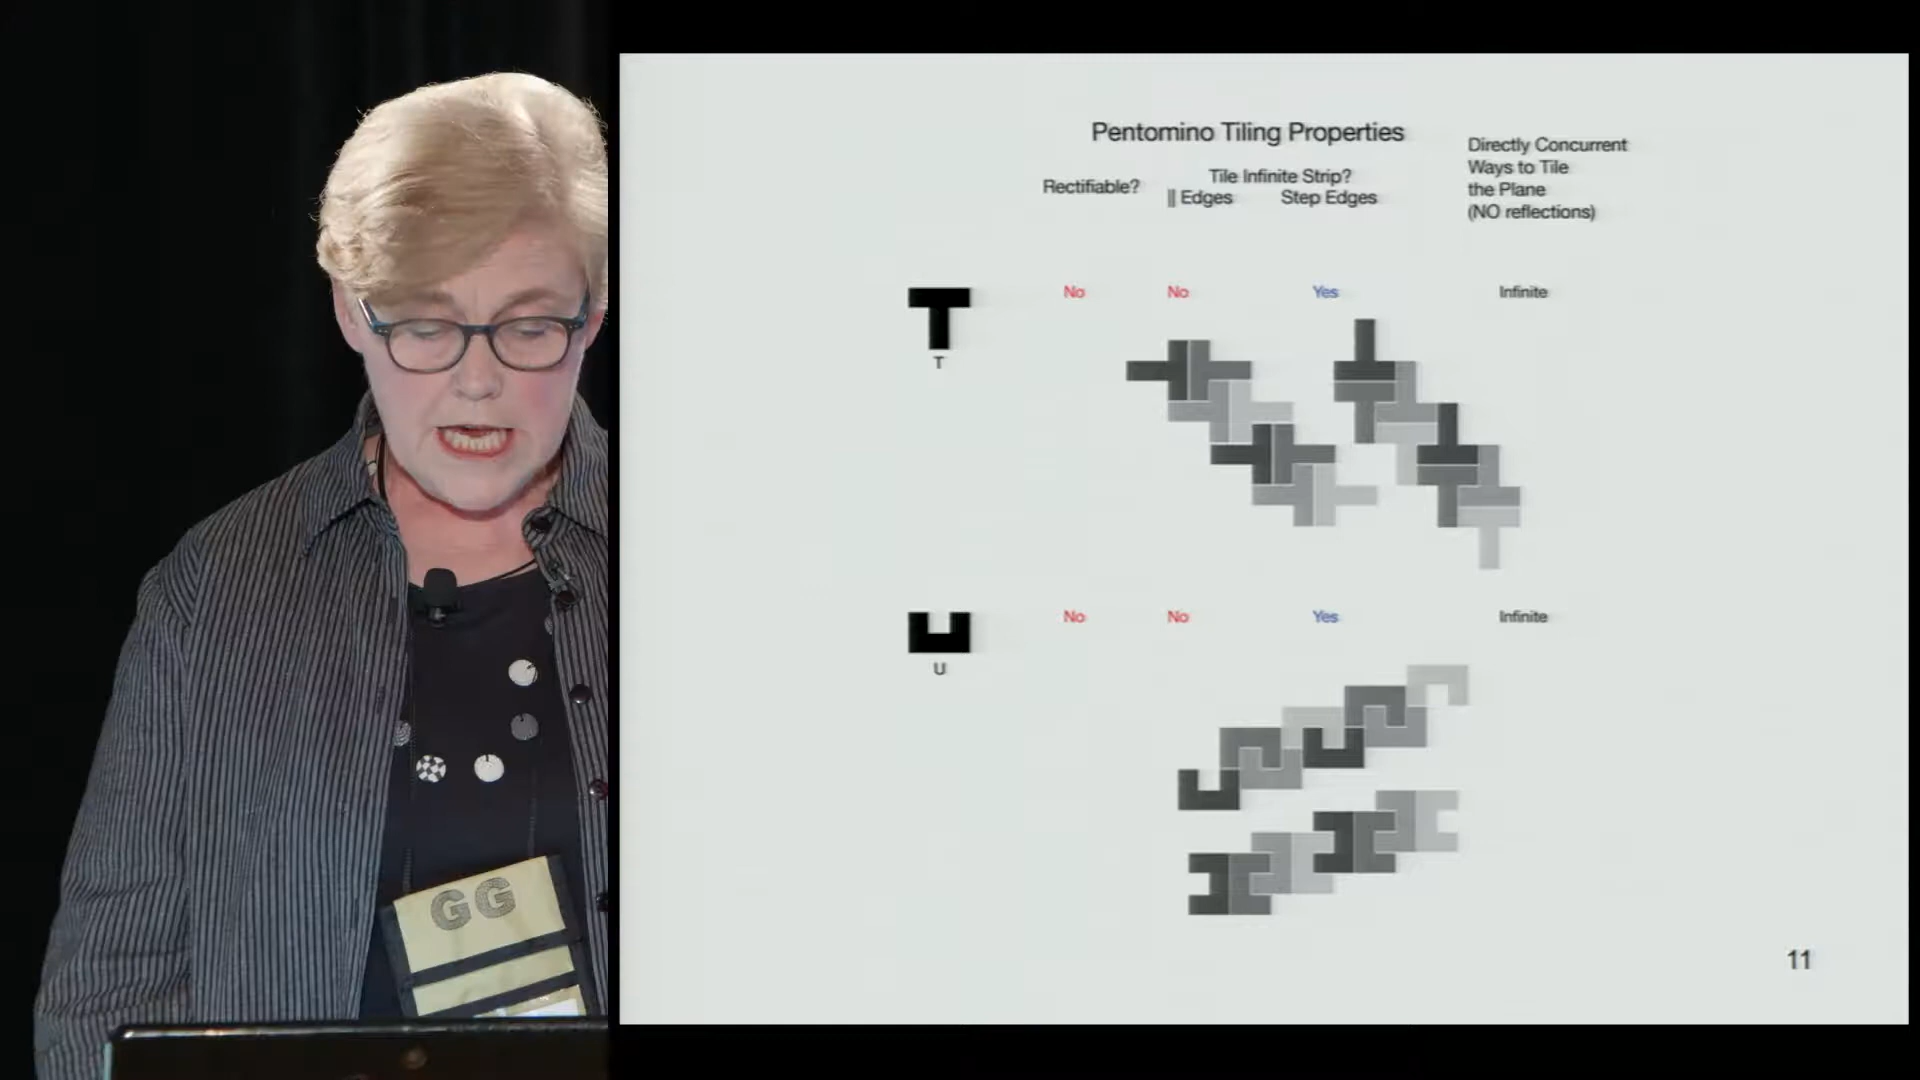 Pentomino Tiling Properties
Directly Concurrent
Ways to Tile
the Plane
(NO reflections)
Rectifiable?
Tile Infinite Strip?
|| Edges
Step Edges
No
No
Yes
Infinite
T
No
No
Yes
Infinite
U
GG
11